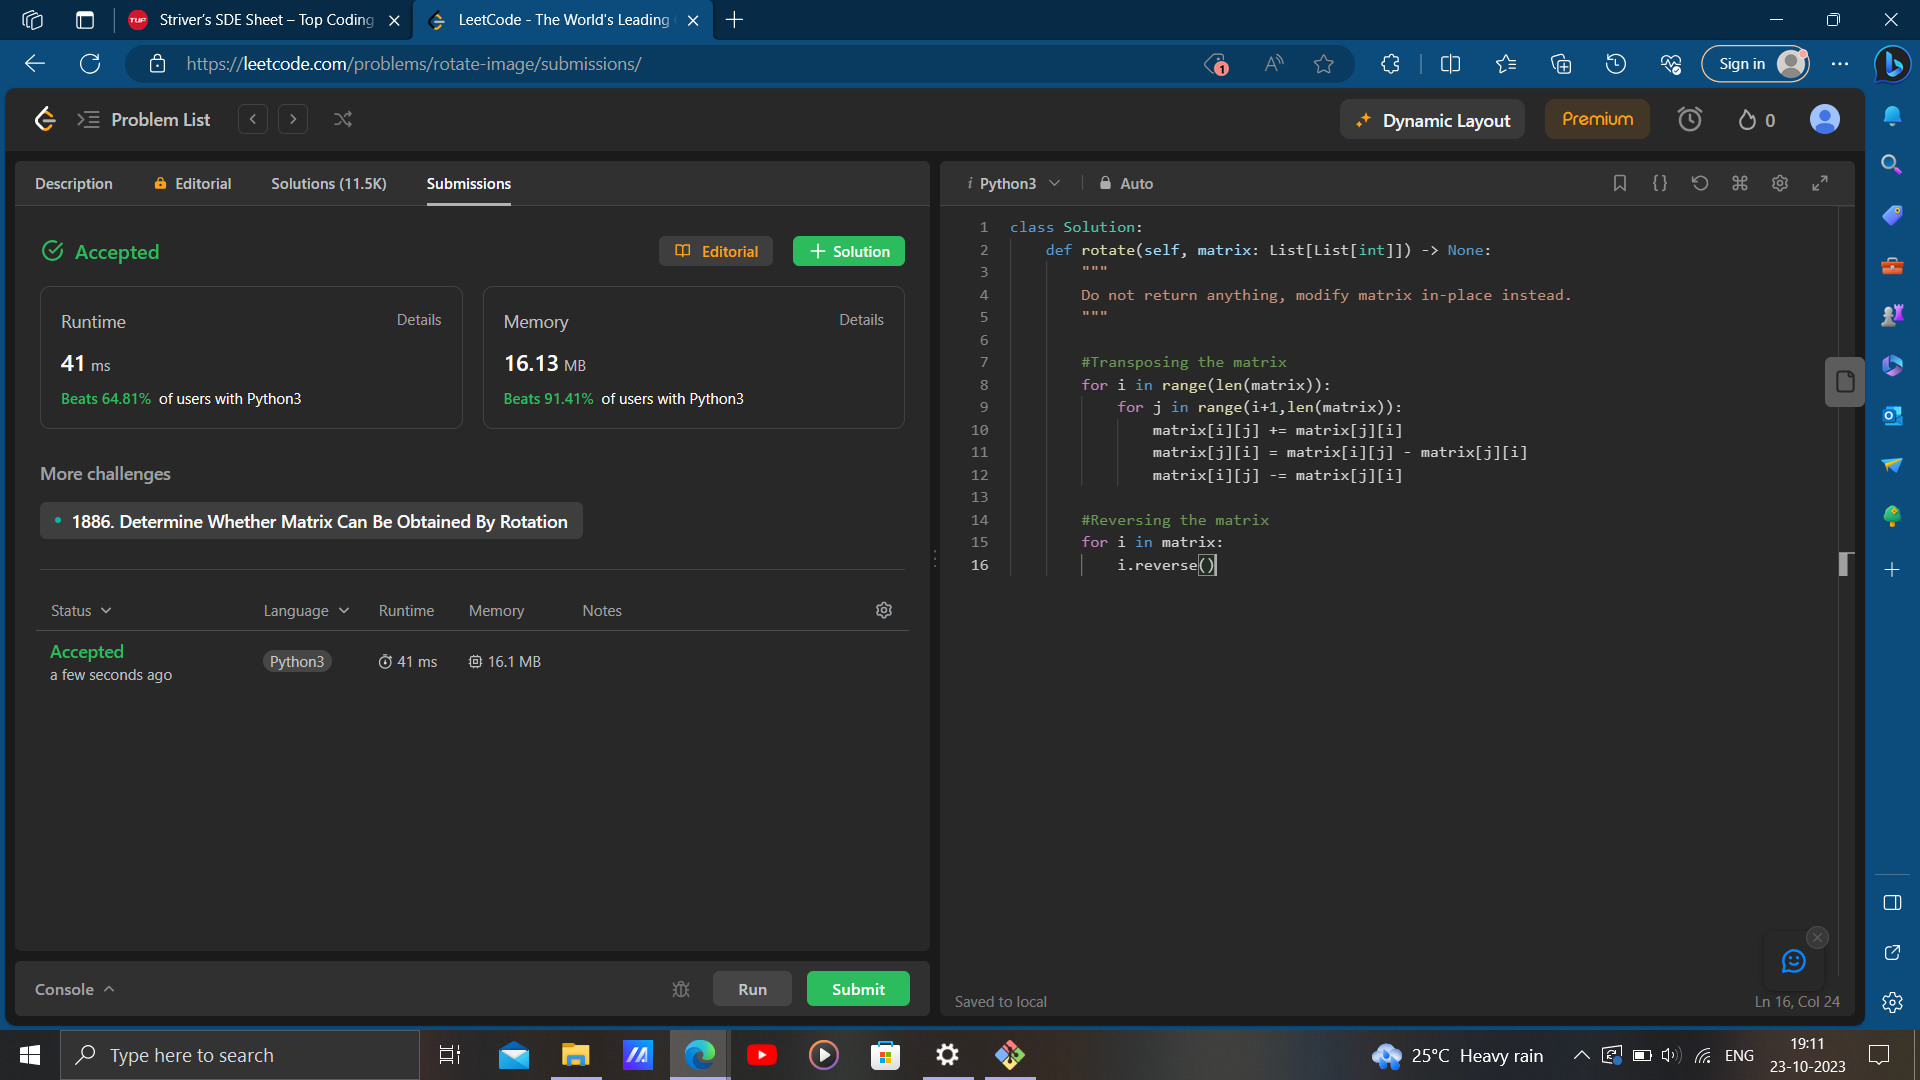 TUF Striver's SDE Sheet – Top Coding
LeetCode - The World's Leading
https://leetcode.com/problems/rotate-image/submissions/
1
Sign in
Problem List
Dynamic Layout
Premium
0
Description
Editorial
Solutions (11.5K)
Submissions
Accepted
Editorial
Solution
Runtime
Details
41 ms
Beats 64.81% of users with Python3
Memory
Details
16.13 MB
Beats 91.41% of users with Python3
More challenges
1886. Determine Whether Matrix Can Be Obtained By Rotation
Status
Language
Runtime
Memory
Notes
Accepted
a few seconds ago
Python3
41 ms
16.1 MB
Console
Run
Submit
i Python3
Auto
1 class Solution:
2 def rotate(self, matrix: List[List[int]]) -> None:
3 """
4 Do not return anything, modify matrix in-place instead.
5 """
6
7 #Transposing the matrix
8 for i in range(len(matrix)):
9 for j in range(i+1,len(matrix)):
10 matrix[i][j] += matrix[j][i]
11 matrix[j][i] = matrix[i][j] - matrix[j][i]
12 matrix[i][j] -= matrix[j][i]
13
14 #Reversing the matrix
15 for i in matrix:
16 i.reverse()
Saved to local
Ln 16, Col 24
Type here to search
25°C Heavy rain
ENG
19:11
23-10-2023